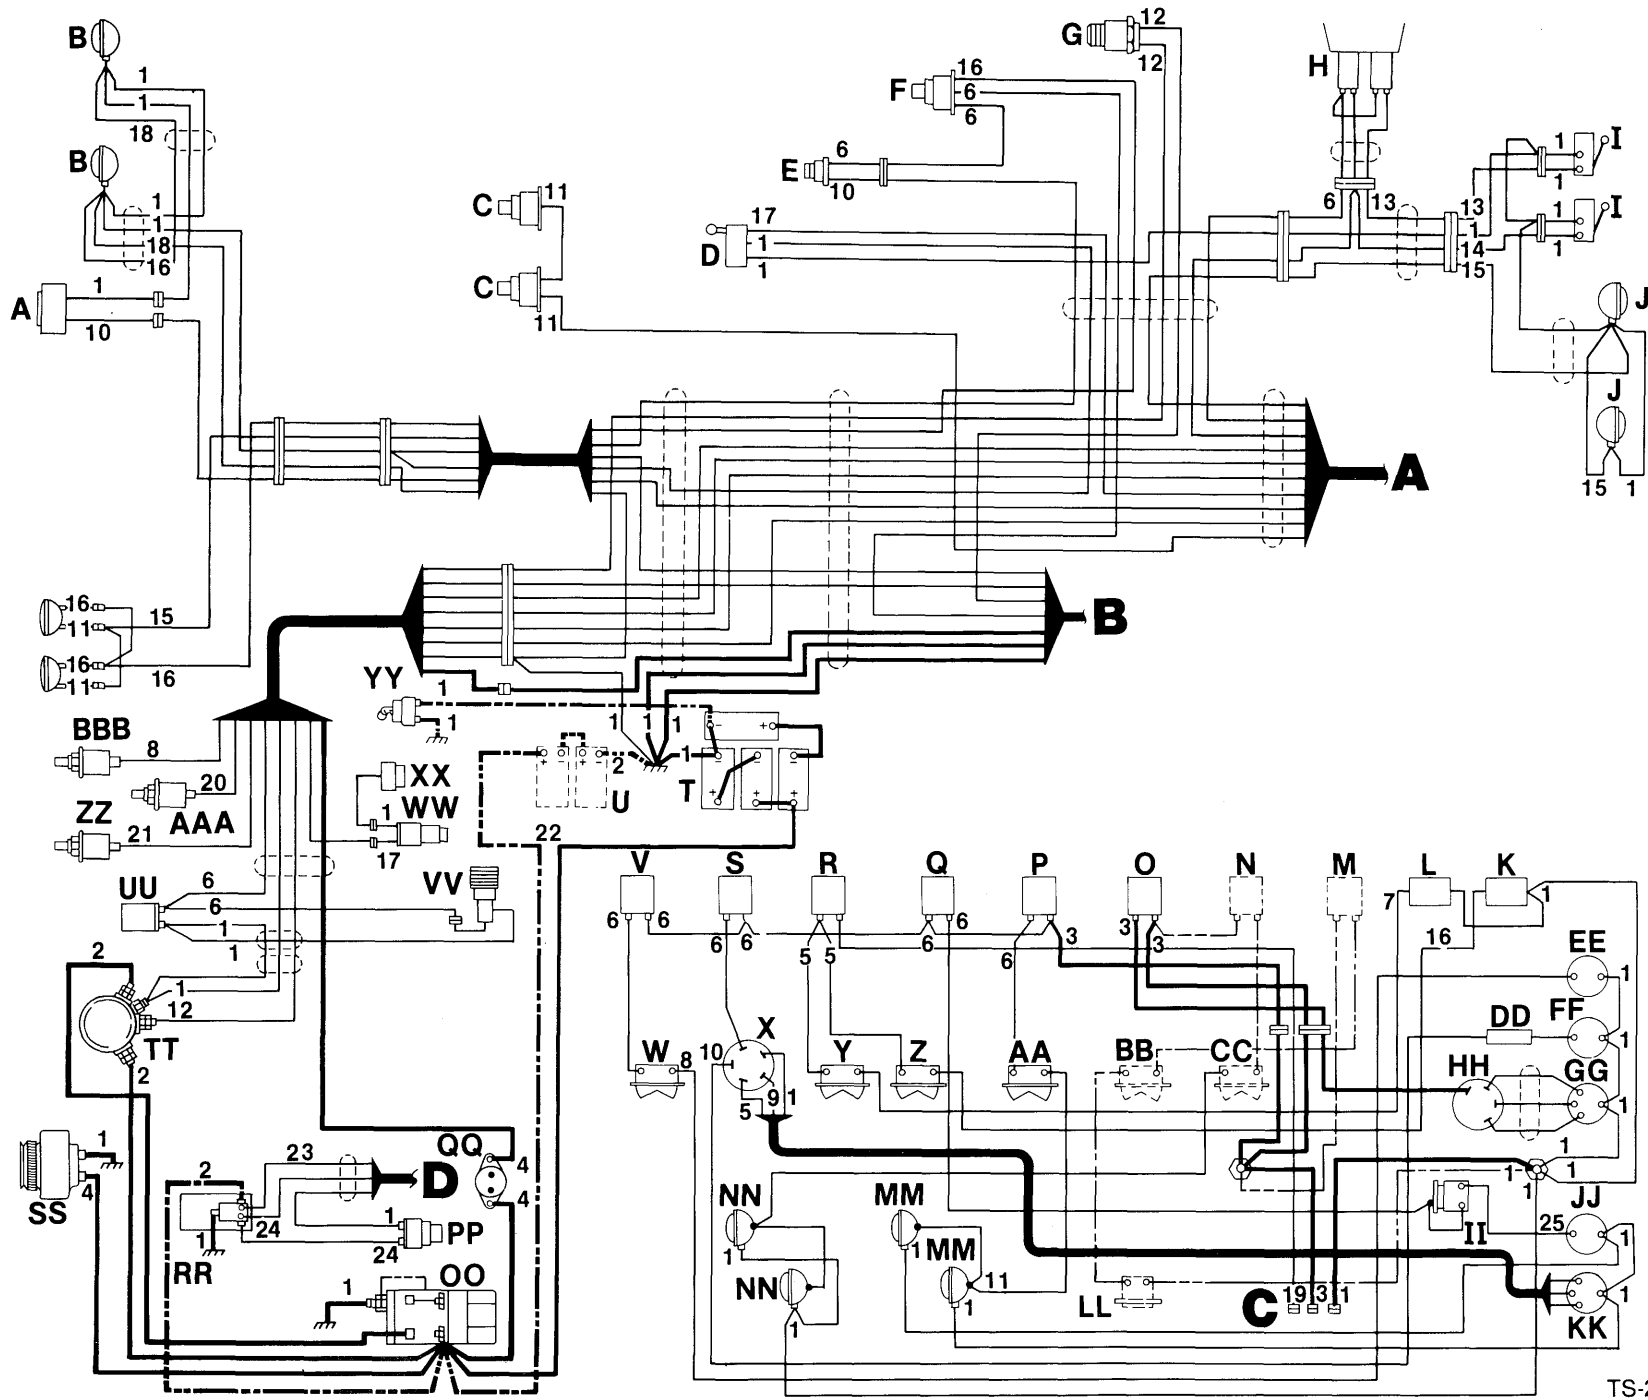 B
1
1
18
B
1
1
18
16
A
1
10
G
12
12
F
16
6
6
E
6
10
C
11
C
11
D
17
1
1
H
6
13
13
1
14
15
I
1
1
I
1
1
J
J
15
1
A
B
16
11
15
16
11
16
YY
1
1
1
1
1
1
2
U
T
22
BBB
8
20
AAA
ZZ
21
XX
WW
1
17
UU
6
6
1
1
VV
2
1
12
TT
2
V
S
R
Q
P
O
N
M
L
K
6
6
6
6
5
5
6
6
6
3
3
3
7
16
1
EE
DD
FF
1
HH
GG
1
W
8
10
X
5
9
1
Y
Z
AA
BB
CC
1
1
1
1
JJ
II
25
1
KK
1
NN
1
NN
1
MM
1
MM
11
1
LL
C
19
3
1
SS
1
4
2
23
D
24
1
RR
1
24
PP
QQ
4
4
OO
1
TS-2